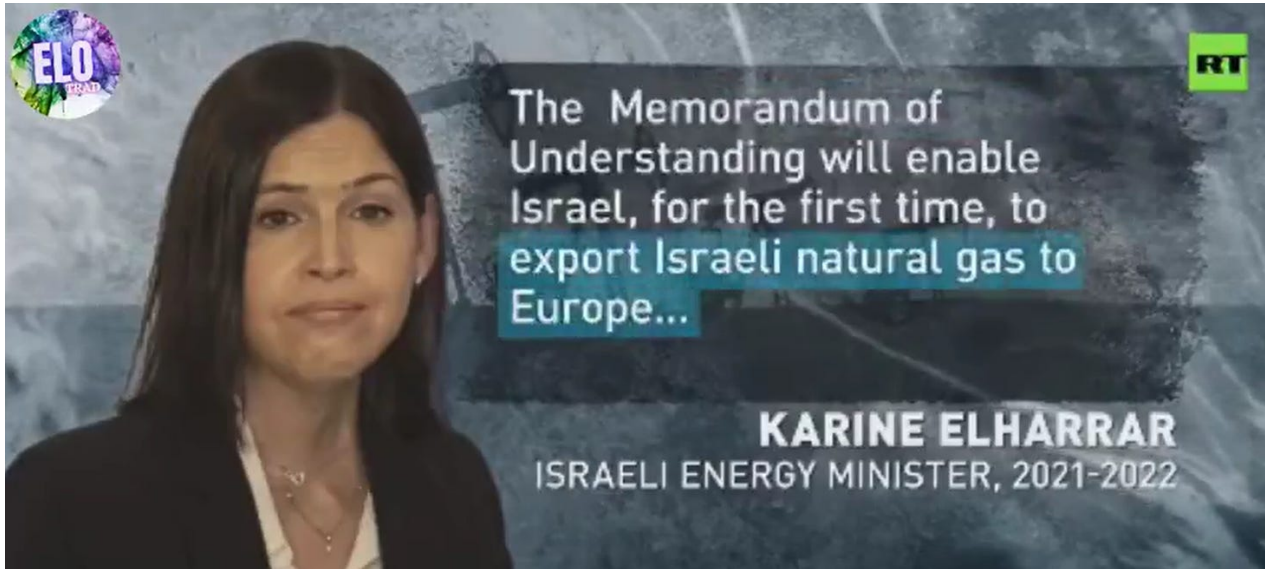 ELO
TRAD
RT
The Memorandum of
Understanding will enable
Israel, for the first time, to
export Israeli natural gas to
Europe...
KARINE ELHARRAR
ISRAELI ENERGY MINISTER, 2021-2022